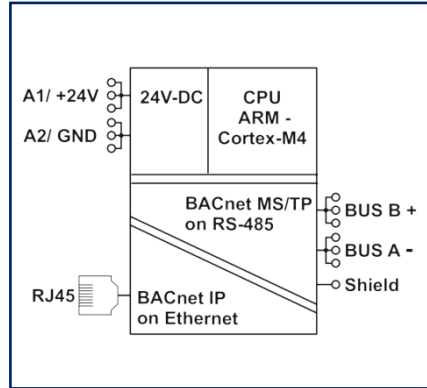 A1/ +24V
24V-DC
CPU
ARM -
Cortex-M4
A2/ GND
BACnet MS/TP
on RS-485
BUS B +
BUS A -
Shield
RJ45
BACnet IP
on Ethernet